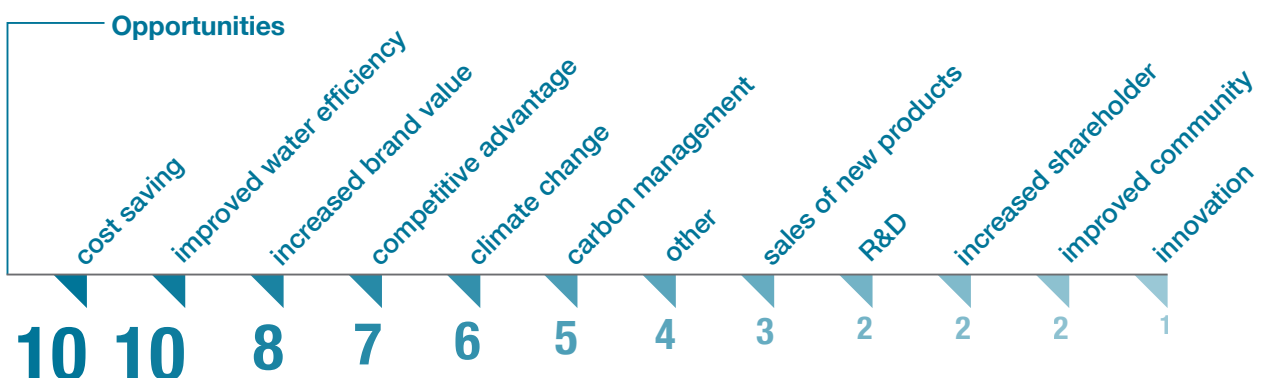 Opportunities
cost saving
improved water efficiency
increased brand value
competitive advantage
climate change
carbon management
other
sales of new products
R&D
increased shareholder
improved community
innovation
10
10
8
7
6
5
4
3
2
2
2
1